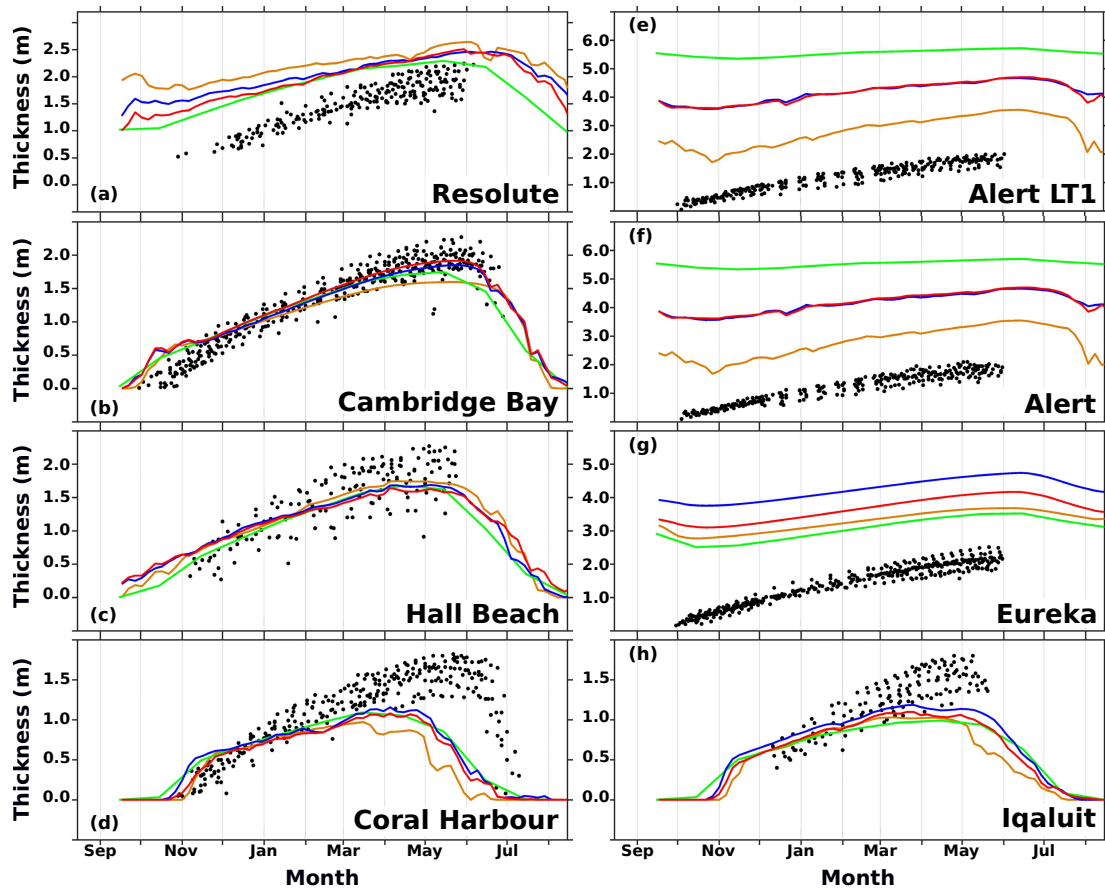 Thickness (m)
2.5
2.0
1.5
1.0
0.5
0.0
(a)
Resolute
(e)
6.0
5.0
4.0
3.0
2.0
1.0
Alert LT1
Thickness (m)
2.0
1.5
1.0
0.5
0.0
(b)
Cambridge Bay
(f)
6.0
5.0
4.0
3.0
2.0
1.0
Alert
Thickness (m)
2.0
1.5
1.0
0.5
0.0
(c)
Hall Beach
(g)
5.0
4.0
3.0
2.0
1.0
Eureka
Thickness (m)
1.5
1.0
0.5
0.0
(d)
Coral Harbour
Sep Nov Jan Mar May Jul
Month
(h)
1.5
1.0
0.5
0.0
Iqaluit
Sep Nov Jan Mar May Jul
Month